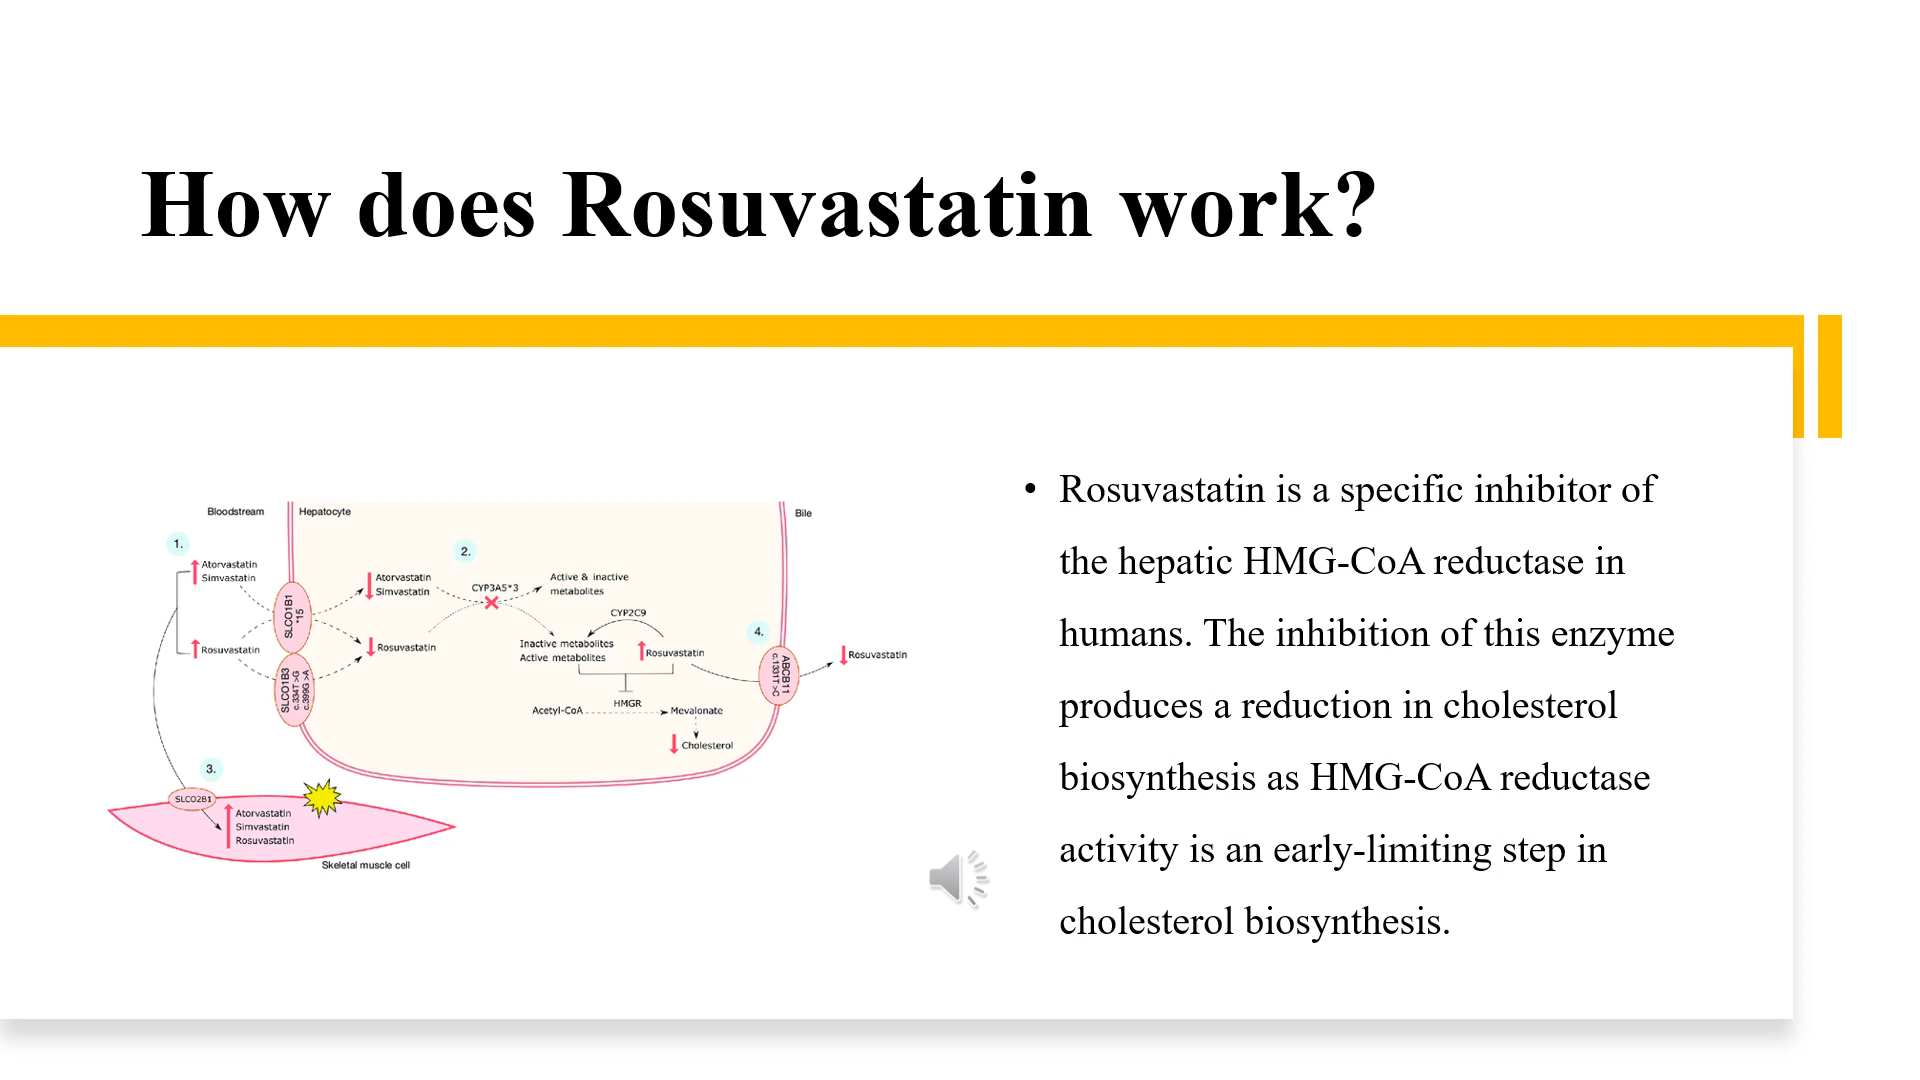 How does Rosuvastatin work?
Bloodstream
Hepatocyte
Bile
1.
Atorvastatin
Simvastatin
Rosuvastatin
SLCO1B1
*15
SLCO1B3
c.334T >G
c.399G >A
Atorvastatin
Simvastatin
Rosuvastatin
2.
CYP3A5*3
Active & inactive
metabolites
CYP2C9
Inactive metabolites
Active metabolites
Rosuvastatin
HMGR
Acetyl-CoA
Mevalonate
Cholesterol
4.
ABCB11
c.1331T >C
Rosuvastatin
3.
SLCO2B1
Atorvastatin
Simvastatin
Rosuvastatin
Skeletal muscle cell
• Rosuvastatin is a specific inhibitor of
the hepatic HMG-CoA reductase in
humans. The inhibition of this enzyme
produces a reduction in cholesterol
biosynthesis as HMG-CoA reductase
activity is an early-limiting step in
cholesterol biosynthesis.